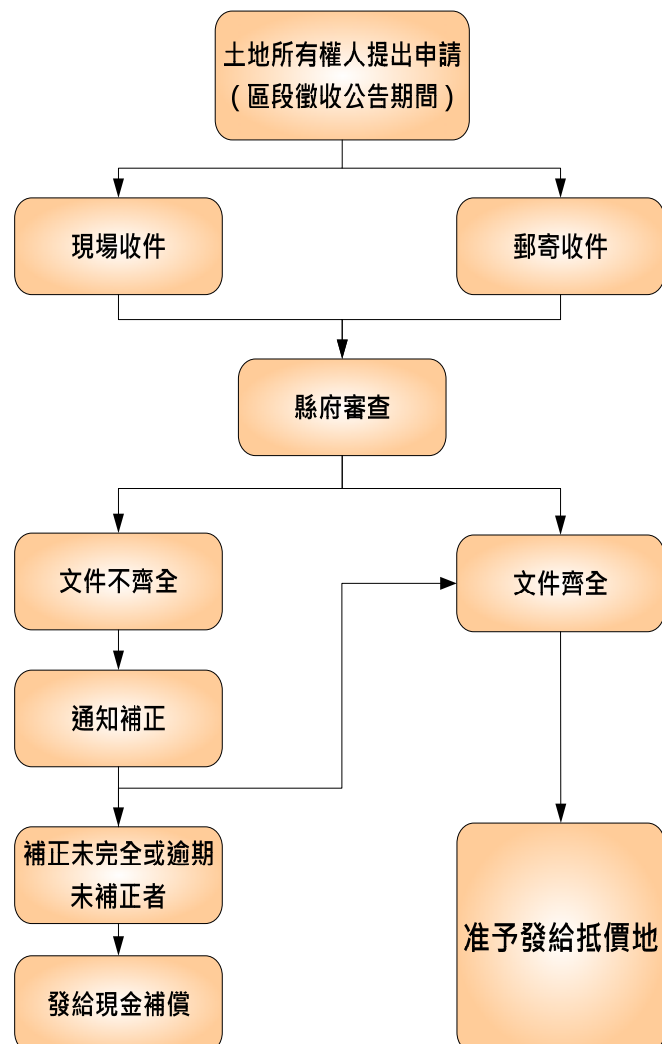 土地所有權人提出申請
（區段徵收公告期間）
現場收件
郵寄收件
縣府審查
文件不齊全
文件齊全
通知補正
補正未完全或逾期
未補正者
准予發給抵價地
發給現金補償